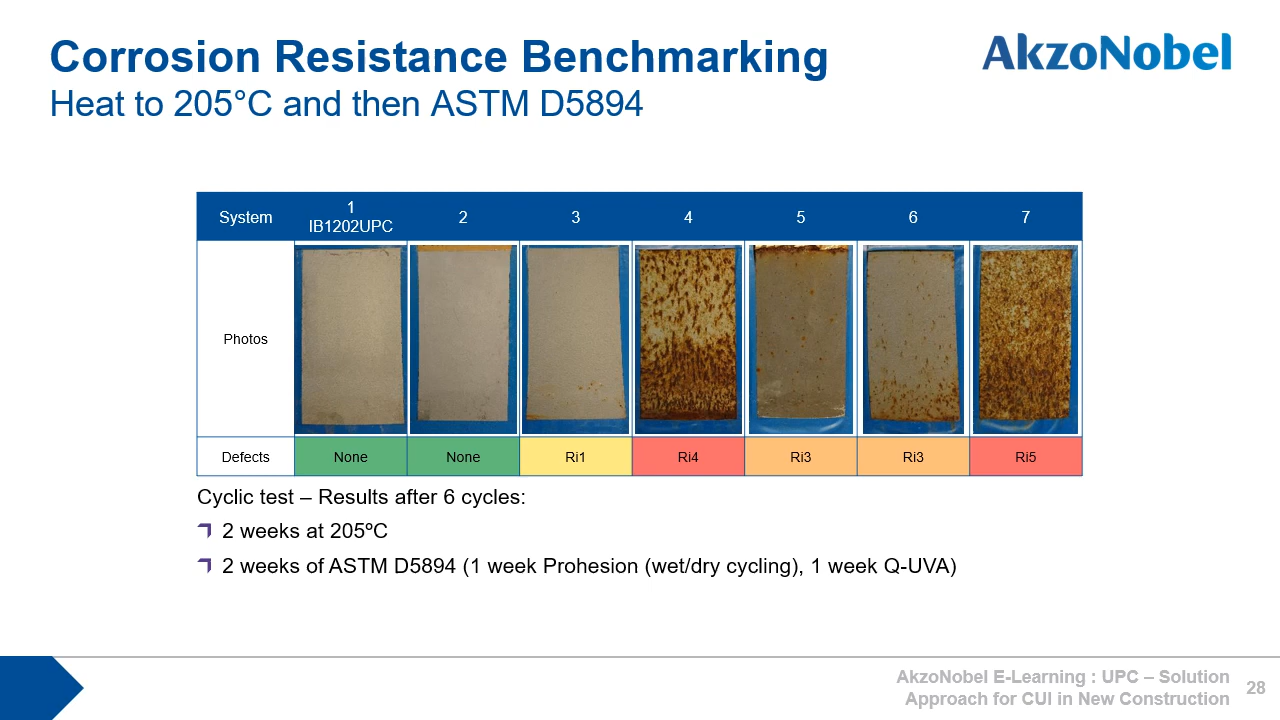 Corrosion Resistance Benchmarking
Heat to 205°C and then ASTM D5894
AkzoNobel
System
1
IB1202UPC
2
3
4
5
6
7
Photos
Defects
None
None
Ri1
Ri4
Ri3
Ri3
Ri5
Cyclic test – Results after 6 cycles:
2 weeks at 205ºC
2 weeks of ASTM D5894 (1 week Prohesion (wet/dry cycling), 1 week Q-UVA)
AkzoNobel E-Learning : UPC – Solution
Approach for CUI in New Construction
28